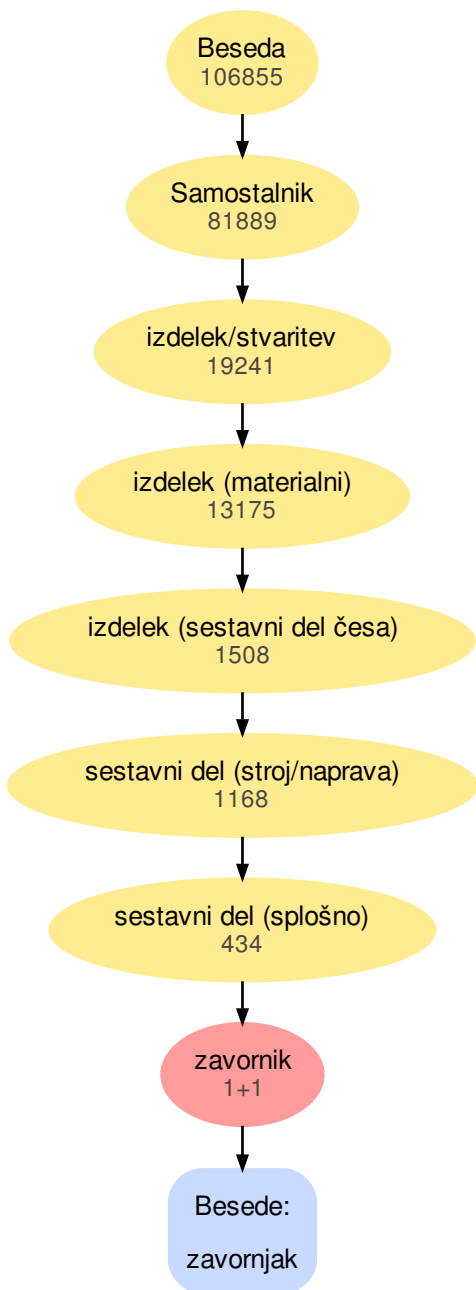 Beseda
106855
Samostalnik
81889
izdelek/stvaritev
19241
izdelek (materialni)
13175
izdelek (sestavni del česa)
1508
sestavni del (stroj/naprava)
1168
sestavni del (splošno)
434
zavornik
1+1
Besede:
zavornjak